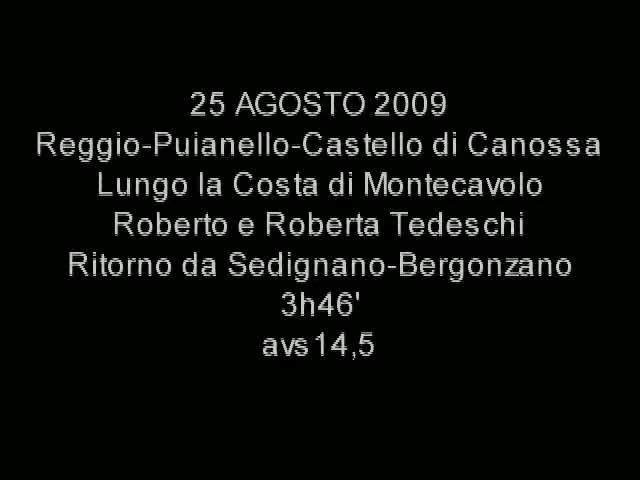 25 AGOSTO 2009
Reggio-Puianello-Castello di Canossa
Lungo la Costa di Montecavolo
Roberto e Roberta Tedeschi
Ritorno da Sedignano-Bergonzano
3h46'
avs14,5